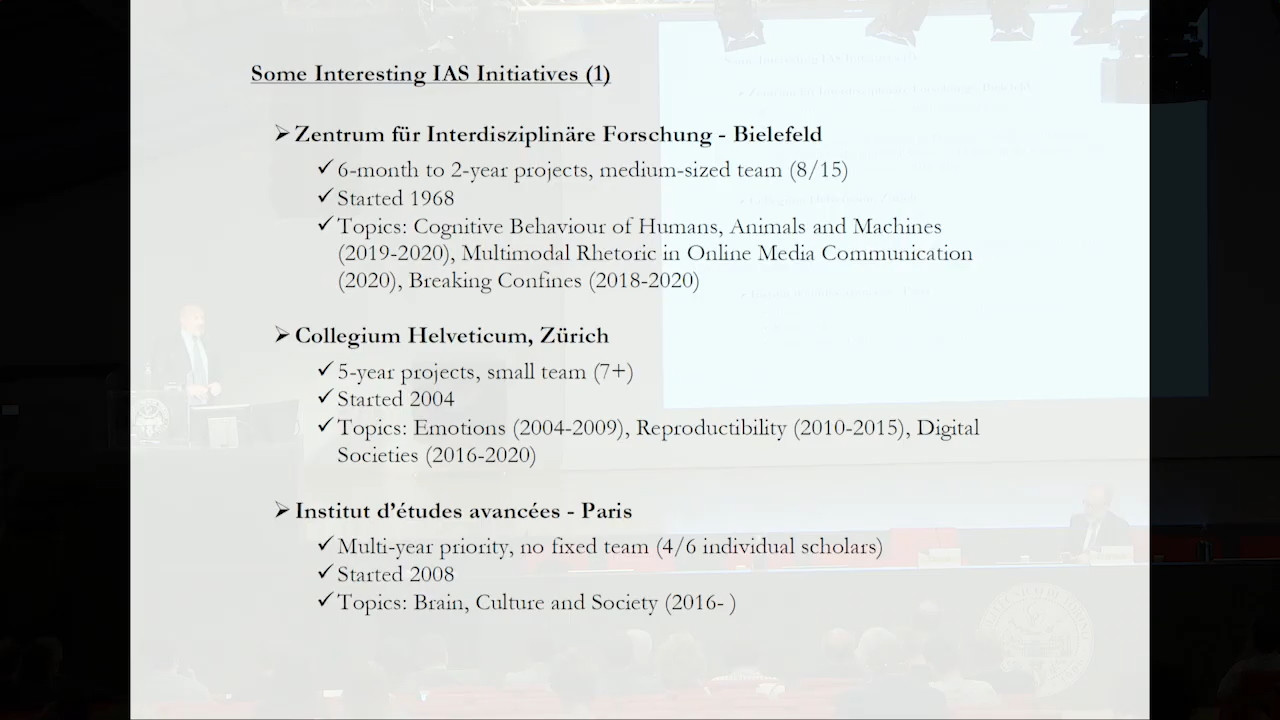 Some Interesting IAS Initiatives (1)
➢ Zentrum für Interdisziplinäre Forschung - Bielefeld
✓ 6-month to 2-year projects, medium-sized team (8/15)
✓ Started 1968
✓ Topics: Cognitive Behaviour of Humans, Animals and Machines
(2019-2020), Multimodal Rhetoric in Online Media Communication
(2020), Breaking Confines (2018-2020)
➢ Collegium Helveticum, Zürich
✓ 5-year projects, small team (7+)
✓ Started 2004
✓ Topics: Emotions (2004-2009), Reproductibility (2010-2015), Digital
Societies (2016-2020)
➢ Institut d'études avancées - Paris
✓ Multi-year priority, no fixed team (4/6 individual scholars)
✓ Started 2008
✓ Topics: Brain, Culture and Society (2016- )